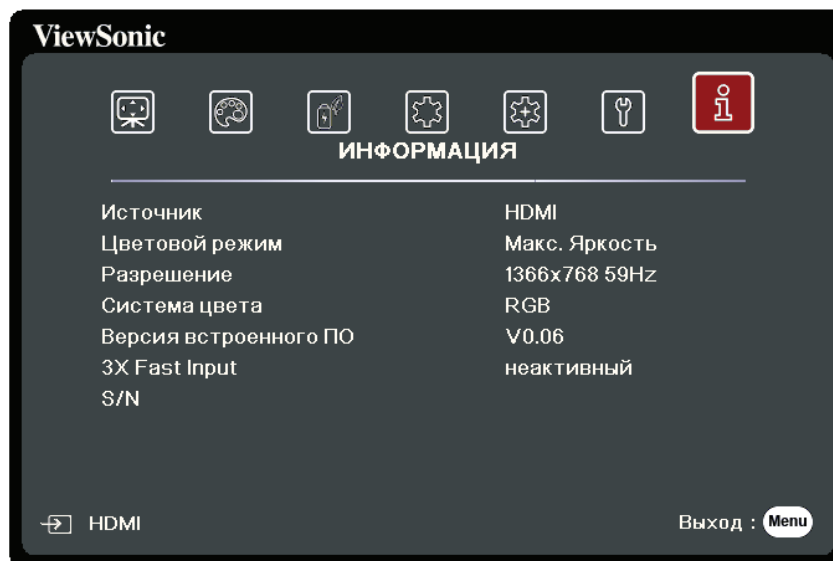 ViewSonic
ИНФОРМАЦИЯ
Источник HDMI
Цветовой режим Макс. Яркость
Разрешение 1366x768 59Hz
Система цвета RGB
Версия встроенного ПО V0.06
3X Fast Input неактивный
S/N
HDMI Выход : Menu